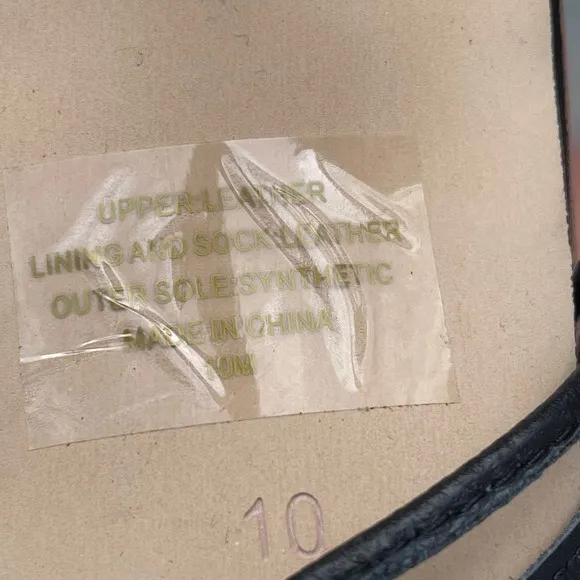 UPPER:LEATHER
LINING AND SOCK:LEATHER
OUTER SOLE:SYNTHETIC
MADE IN CHINA
10M
10